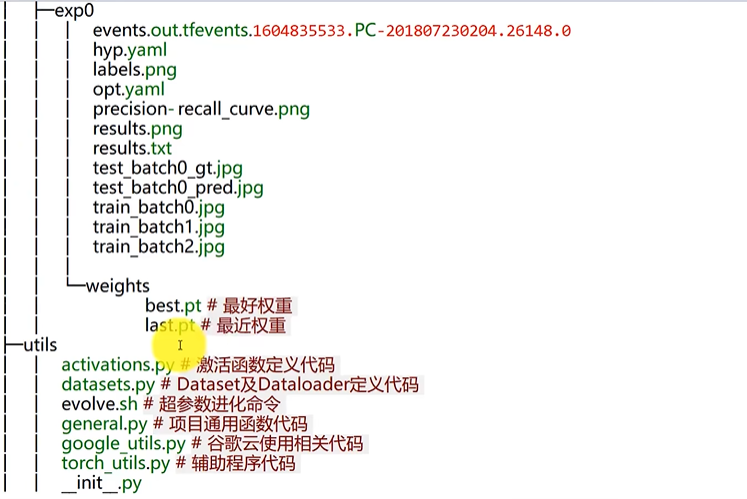 exp0
events.out.tfevents.1604835533.PC-201807230204.26148.0
hyp.yaml
labels.png
opt.yaml
precision- recall_curve.png
results.png
results.txt
test_batch0_gt.jpg
test_batch0_pred.jpg
train_batch0.jpg
train_batch1.jpg
train_batch2.jpg
weights
best.pt # 最好权重
last.pt # 最近权重
utils
activations.py # 激活函数定义代码
datasets.py # Dataset及Dataloader定义代码
evolve.sh # 超参数进化命令
general.py # 项目通用函数代码
google_utils.py # 谷歌云使用相关代码
torch_utils.py # 辅助程序代码
__init__.py